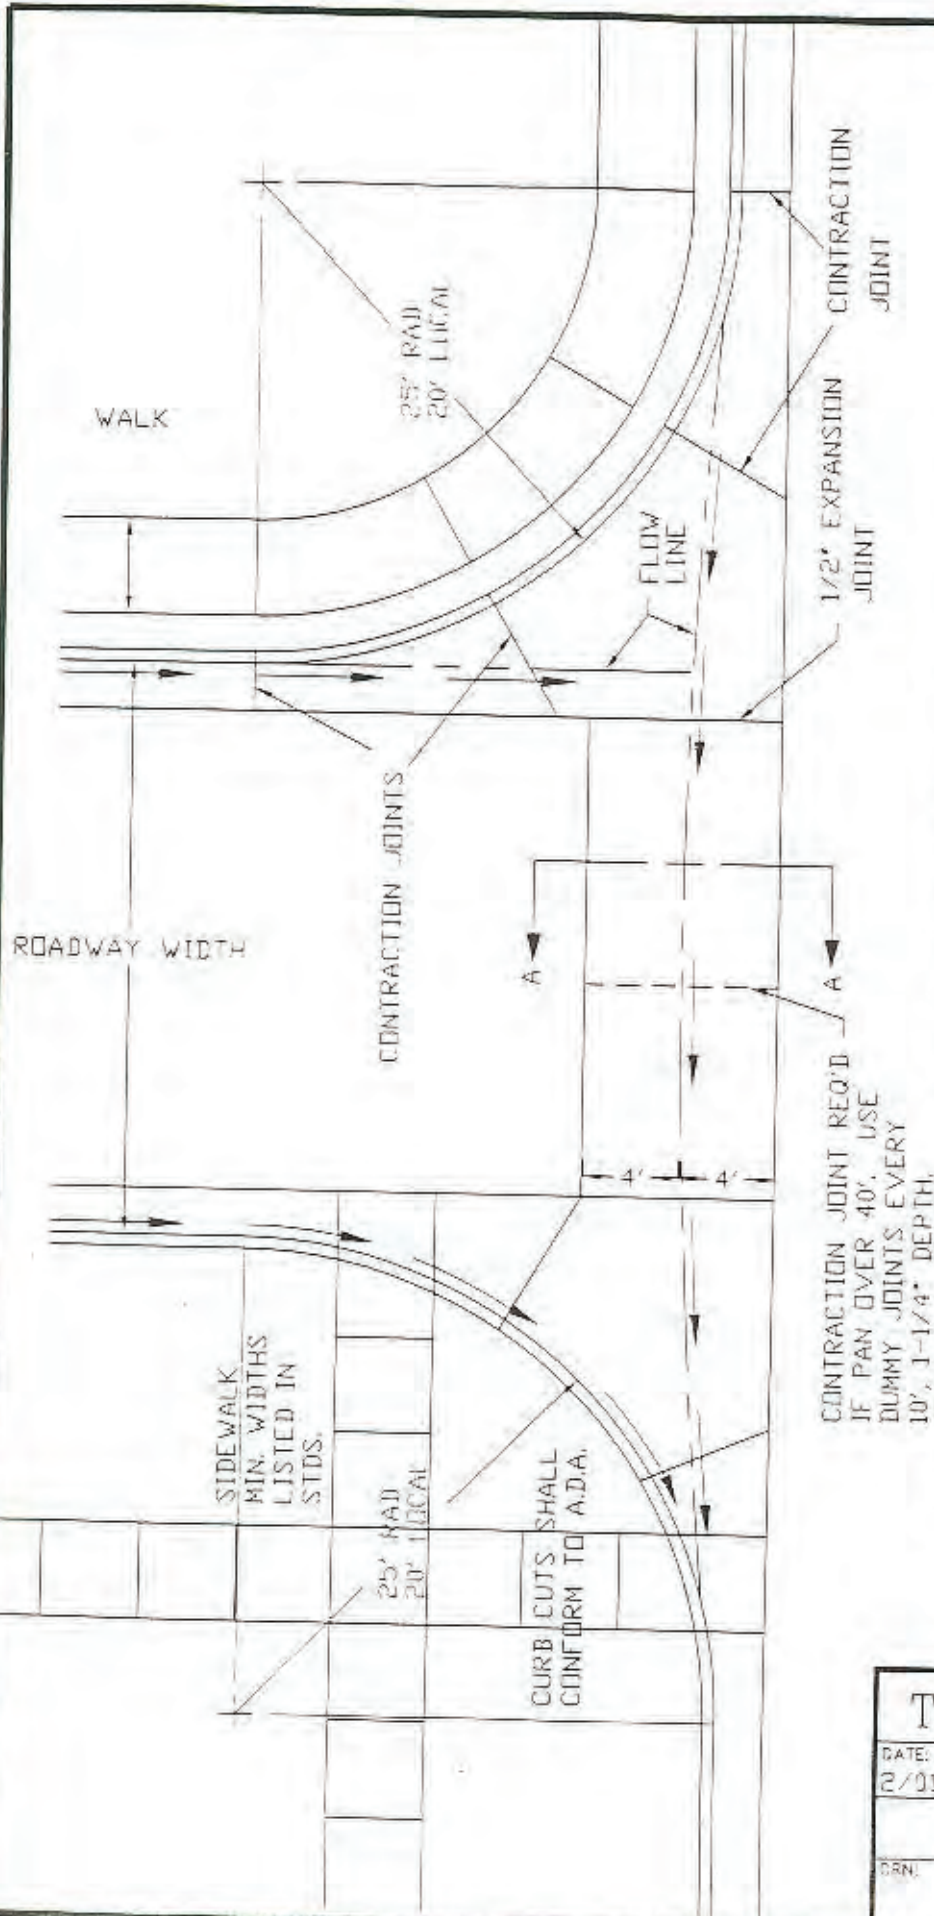 WALK
25' RAD
20' LOCAL
CONTRACTION
JOINT
1/2" EXPANSION
JOINT
FLOW
LINE
CONTRACTION JOINTS
ROADWAY WIDTH
A
A
4'
4'
CONTRACTION JOINT REQ'D
IF PAN OVER 40'. USE
DUMMY JOINTS EVERY
10', 1-1/4" DEPTH.
SIDEWALK
MIN. WIDTHS
LISTED IN
STDS.
25' RAD
20' LOCAL
CURB CUTS SHALL
CONFORM TO A.D.A.
T
DATE:
DRN: